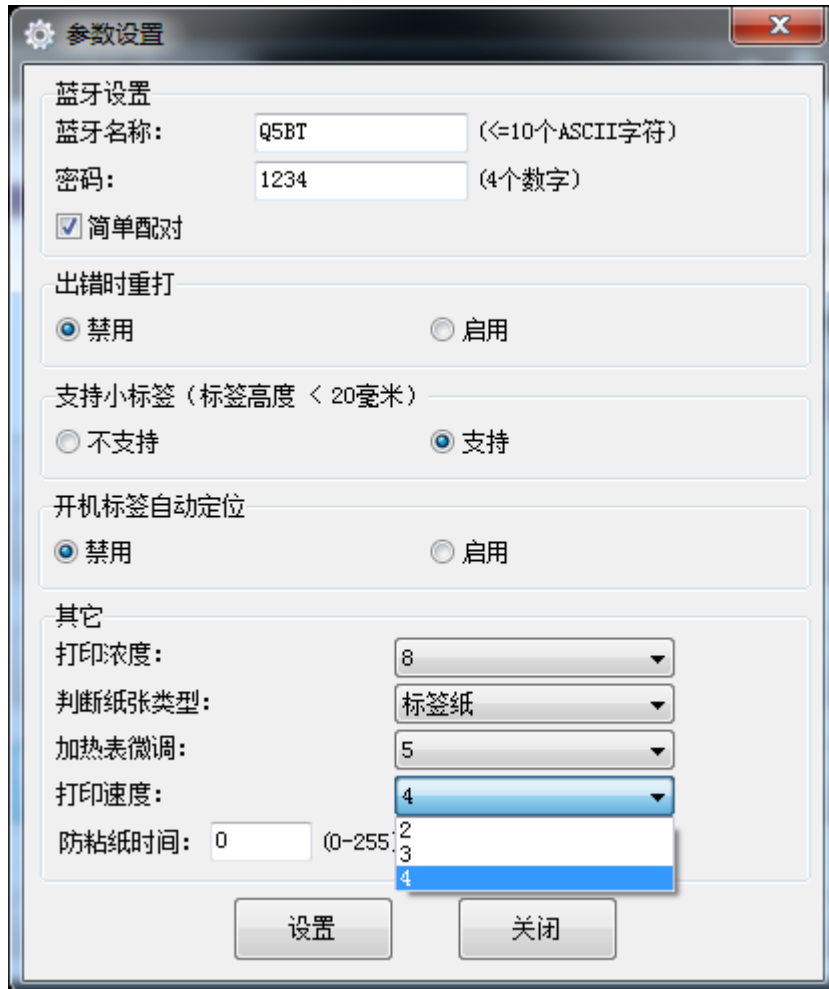 参数设置
蓝牙设置
蓝牙名称: Q5BT (<=10个ASCII字符)
密码: 1234 (4个数字)
简单配对
出错时重打
禁用 启用
支持小标签(标签高度 < 20毫米)
不支持 支持
开机标签自动定位
禁用 启用
其它
打印浓度: 8
判断纸张类型: 标签纸
加热表微调: 5
打印速度: 4
防粘纸时间: 0 (0-255)
2
3
4
设置 关闭